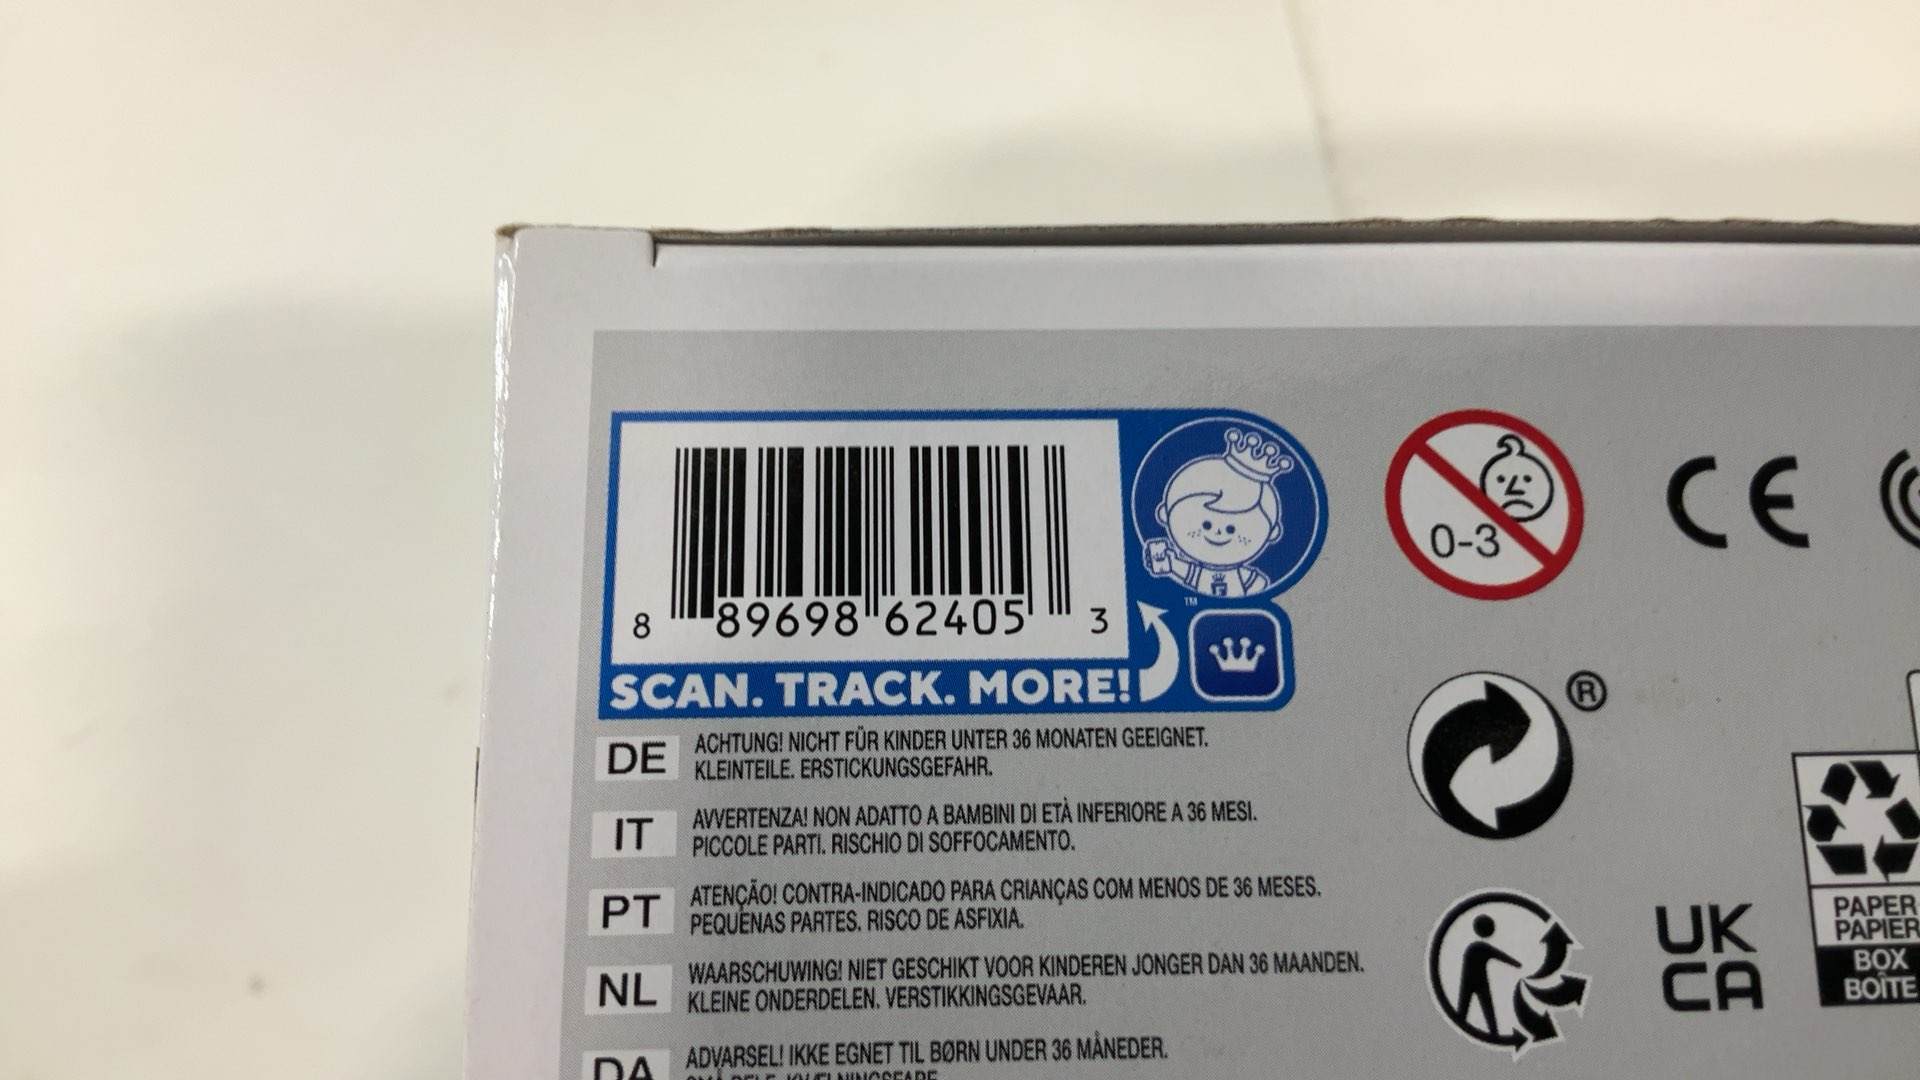 8 89698 62405 3
SCAN. TRACK. MORE!
TM
0-3
CE
®
DE
ACHTUNG! NICHT FÜR KINDER UNTER 36 MONATEN GEEIGNET.
KLEINTEILE. ERSTICKUNGSGEFAHR.
IT
AVVERTENZA! NON ADATTO A BAMBINI DI ETÀ INFERIORE A 36 MESI.
PICCOLE PARTI. RISCHIO DI SOFFOCAMENTO.
PT
ATENÇÃO! CONTRA-INDICADO PARA CRIANÇAS COM MENOS DE 36 MESES.
PEQUENAS PARTES. RISCO DE ASFIXIA.
NL
WAARSCHUWING! NIET GESCHIKT VOOR KINDEREN JONGER DAN 36 MAANDEN.
KLEINE ONDERDELEN. VERSTIKKINGSGEVAAR.
DA
ADVARSEL! IKKE EGNET TIL BØRN UNDER 36 MÅNEDER.
UK
CA
PAPER
PAPIER
BOX
BOÎTE